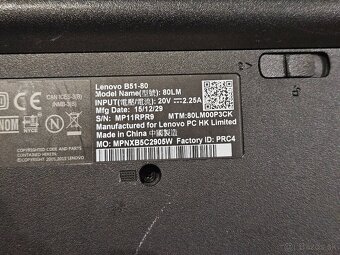 Lenovo B51-80
Model Name(型號): 80LM
INPUT(電壓/電流): 20V 2.25A
Mfg Date: 15/12/29
S/N: MP11RPR9 MTM:80LM00P3CK
Manufactured for Lenovo PC HK Limited
Made in China 中國製造
MO: MPNXB5C2905W Factory ID: PRC4
CAN ICES-3(B)
/NMB-3(B)
LENOVO